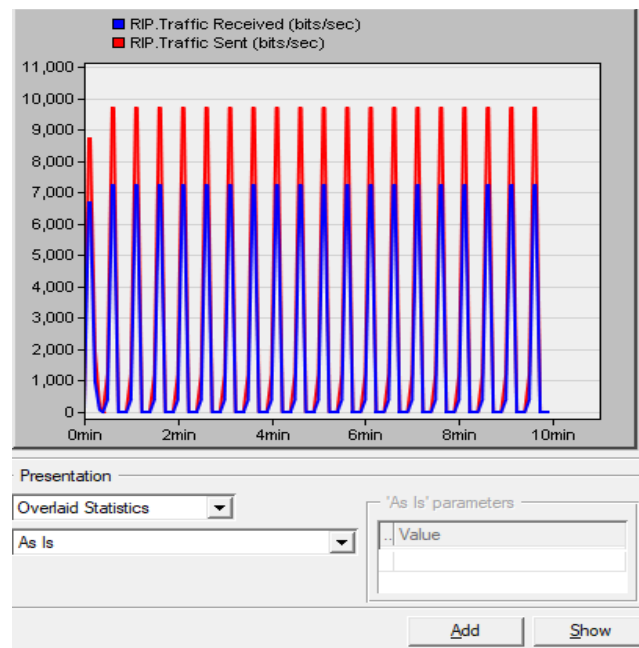 RIP.Traffic Received (bits/sec)
RIP.Traffic Sent (bits/sec)
11,000
10,000
9,000
8,000
7,000
6,000
5,000
4,000
3,000
2,000
1,000
0
0min 2min 4min 6min 8min 10min
Presentation
Overlaid Statistics
'As Is' parameters
As Is
.. Value
Add Show